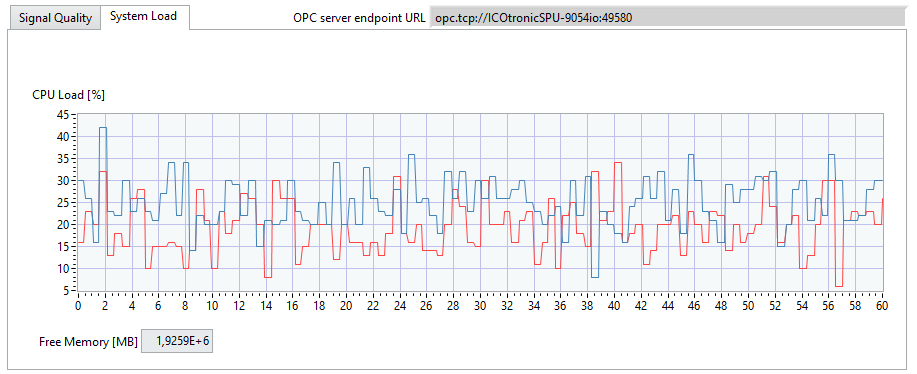 Signal Quality System Load OPC server endpoint URL opc.tcp://ICOtronicSPU-9054io:49580
CPU Load [%]
45
40
35
30
25
20
15
10
5
0 2 4 6 8 10 12 14 16 18 20 22 24 26 28 30 32 34 36 38 40 42 44 46 48 50 52 54 56 58 60
Free Memory [MB] 1,9259E+6